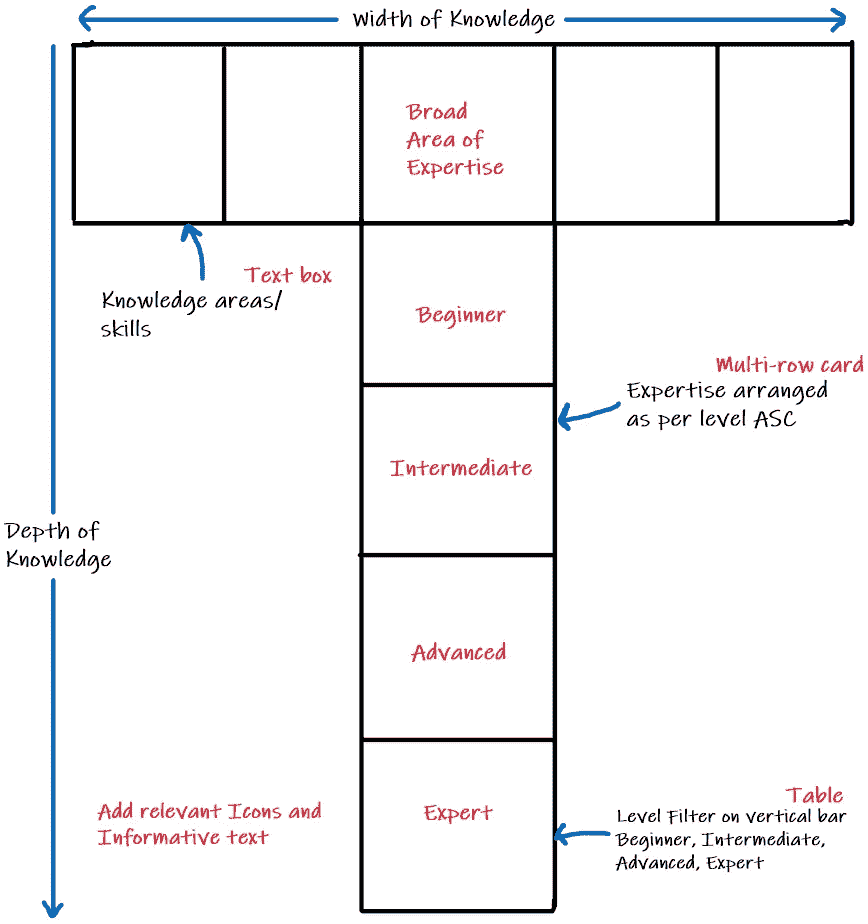 Width of Knowledge
Broad
Area of
Expertise
Text box
Knowledge areas/
skills
Beginner
Multi-row card
Expertise arranged
as per level ASC
Intermediate
Depth of
Knowledge
Advanced
Add relevant Icons and
Informative text
Expert
Table
Level Filter on vertical bar
Beginner, Intermediate,
Advanced, Expert